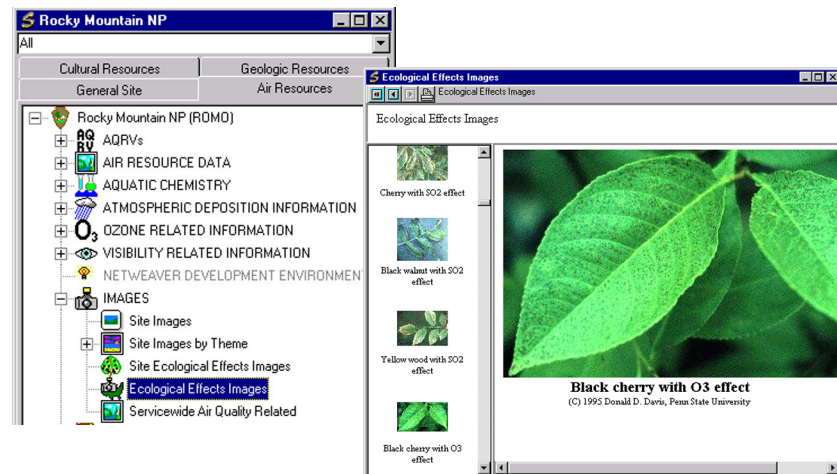 Rocky Mountain NP
All
Cultural Resources
Geologic Resources
General Site
Air Resources
Rocky Mountain NP (ROMO)
AQRV
AQRVs
AIR RESOURCE DATA
AQUATIC CHEMISTRY
ATMOSPHERIC DEPOSITION INFORMATION
O3 OZONE RELATED INFORMATION
VISIBILITY RELATED INFORMATION
NETWEAVER DEVELOPMENT ENVIRONMEN
IMAGES
Site Images
Site Images by Theme
Site Ecological Effects Images
Ecological Effects Images
Servicewide Air Quality Related
Ecological Effects Images
Ecological Effects Images
Ecological Effects Images
Cherry with SO2 effect
Black walnut with SO2
effect
Yellow wood with SO2
effect
Black cherry with O3
effect
Black cherry with O3 effect
(C) 1995 Donald D. Davis, Penn State University